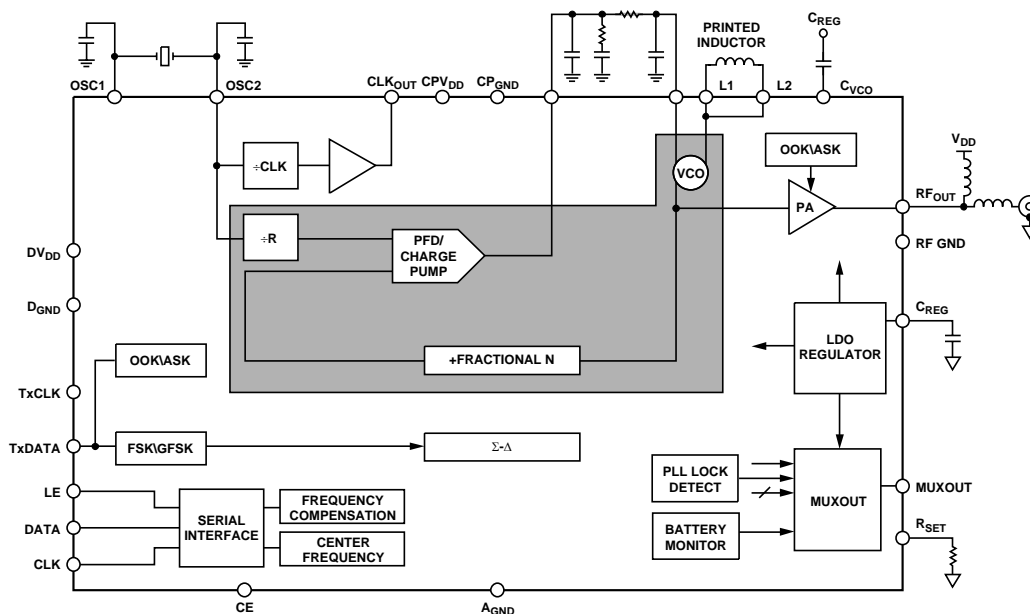 PRINTED
INDUCTOR
CREG
OSC1
OSC2
CLKOUT
CPVDD
CPGND
L1
L2
CVCO
÷CLK
VCO
OOK\ASK
VDD
PA
RFOUT
RF GND
÷R
PFD/
CHARGE
PUMP
DVDD
DGND
+FRACTIONAL N
LDO
REGULATOR
CREG
OOK\ASK
TxCLK
TxDATA
FSK\GFSK
Σ-Δ
PLL LOCK
DETECT
MUXOUT
MUXOUT
LE
DATA
CLK
SERIAL
INTERFACE
FREQUENCY
COMPENSATION
CENTER
FREQUENCY
BATTERY
MONITOR
RSET
CE
AGND